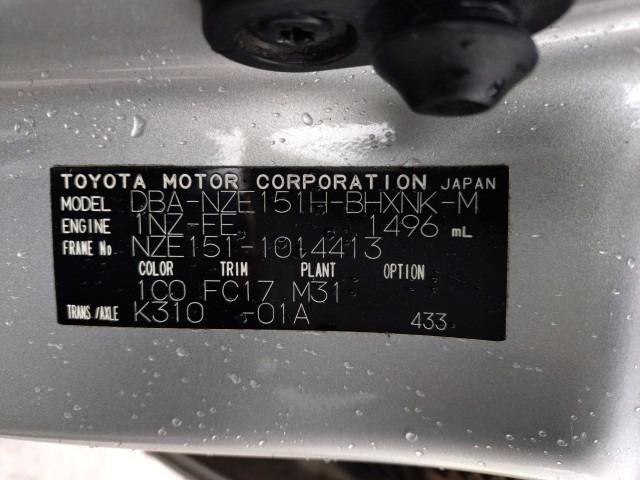 TOYOTA MOTOR CORPORATION JAPAN
MODEL DBA-NZE151H-BHXNK-M
ENGINE 1NZ-FE 1496 mL
FRAME No NZE151-1014413
COLOR TRIM PLANT OPTION
1C0 FC17 M31
TRANS/AXLE K310 -01A 433